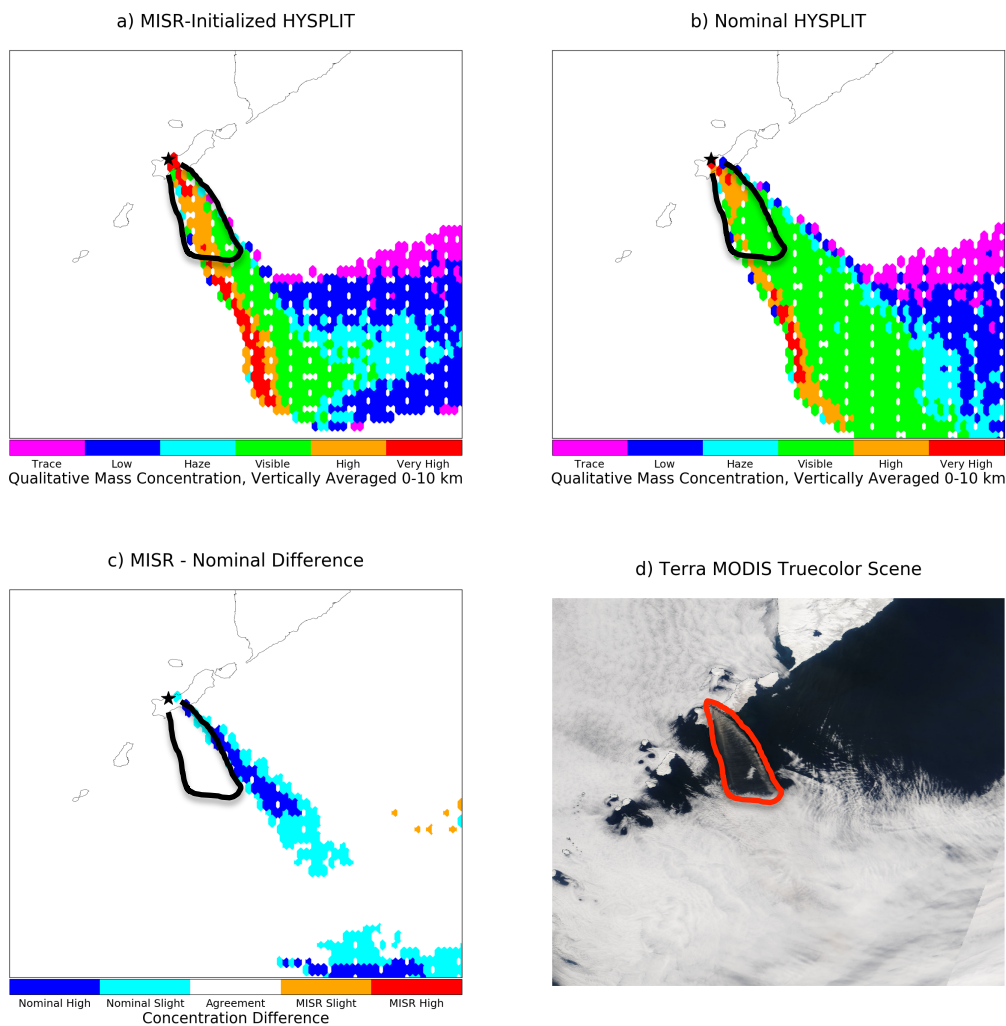 a) MISR-Initialized HYSPLIT
b) Nominal HYSPLIT
Trace Low Haze Visible High Very High
Qualitative Mass Concentration, Vertically Averaged 0-10 km
Trace Low Haze Visible High Very High
Qualitative Mass Concentration, Vertically Averaged 0-10 km
c) MISR - Nominal Difference
d) Terra MODIS Truecolor Scene
Nominal High Nominal Slight Agreement MISR Slight MISR High
Concentration Difference